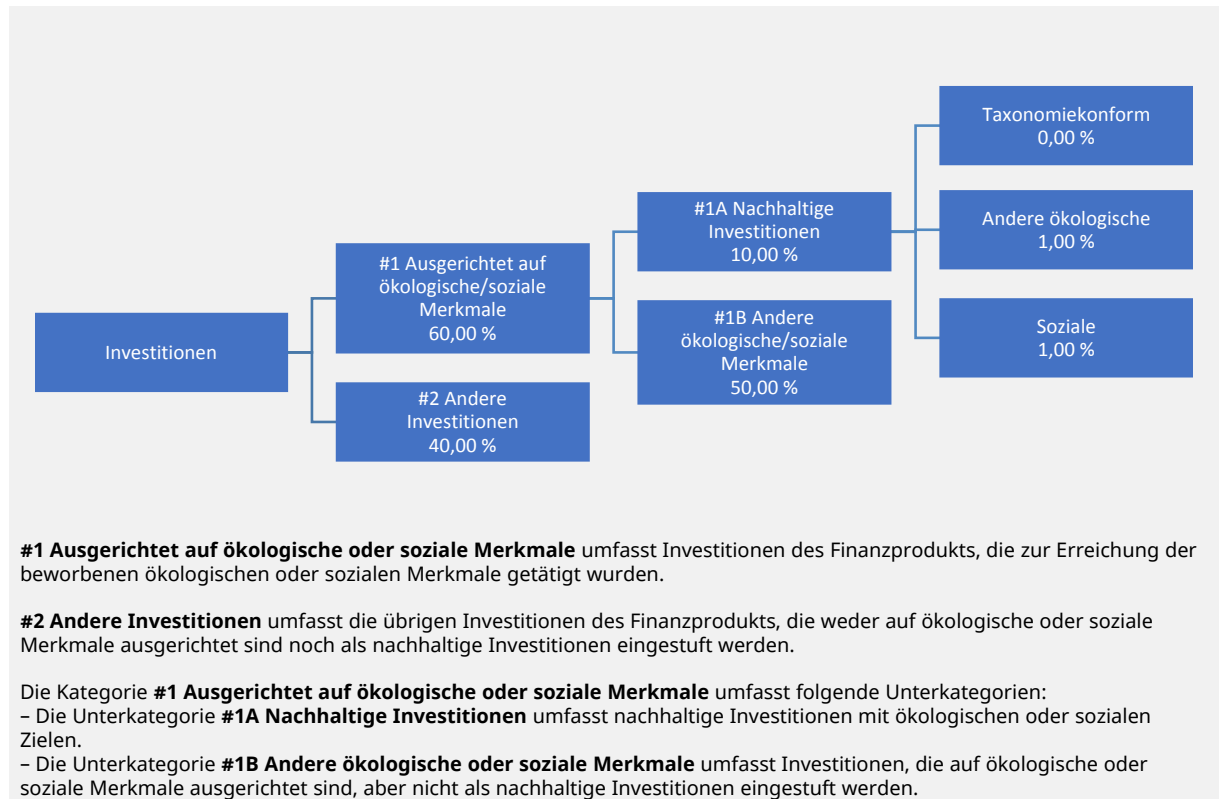 Taxonomiekonform
0,00 %
#1A Nachhaltige
Investitionen
10,00 %
Andere ökologische
1,00 %
#1 Ausgerichtet auf
ökologische/soziale
Merkmale
60,00 %
#1B Andere
ökologische/soziale
Merkmale
50,00 %
Soziale
1,00 %
Investitionen
#2 Andere
Investitionen
40,00 %
#1 Ausgerichtet auf ökologische oder soziale Merkmale umfasst Investitionen des Finanzprodukts, die zur Erreichung der
beworbenen ökologischen oder sozialen Merkmale getätigt wurden.
#2 Andere Investitionen umfasst die übrigen Investitionen des Finanzprodukts, die weder auf ökologische oder soziale
Merkmale ausgerichtet sind noch als nachhaltige Investitionen eingestuft werden.
Die Kategorie #1 Ausgerichtet auf ökologische oder soziale Merkmale umfasst folgende Unterkategorien:
– Die Unterkategorie #1A Nachhaltige Investitionen umfasst nachhaltige Investitionen mit ökologischen oder sozialen
Zielen.
– Die Unterkategorie #1B Andere ökologische oder soziale Merkmale umfasst Investitionen, die auf ökologische oder
soziale Merkmale ausgerichtet sind, aber nicht als nachhaltige Investitionen eingestuft werden.